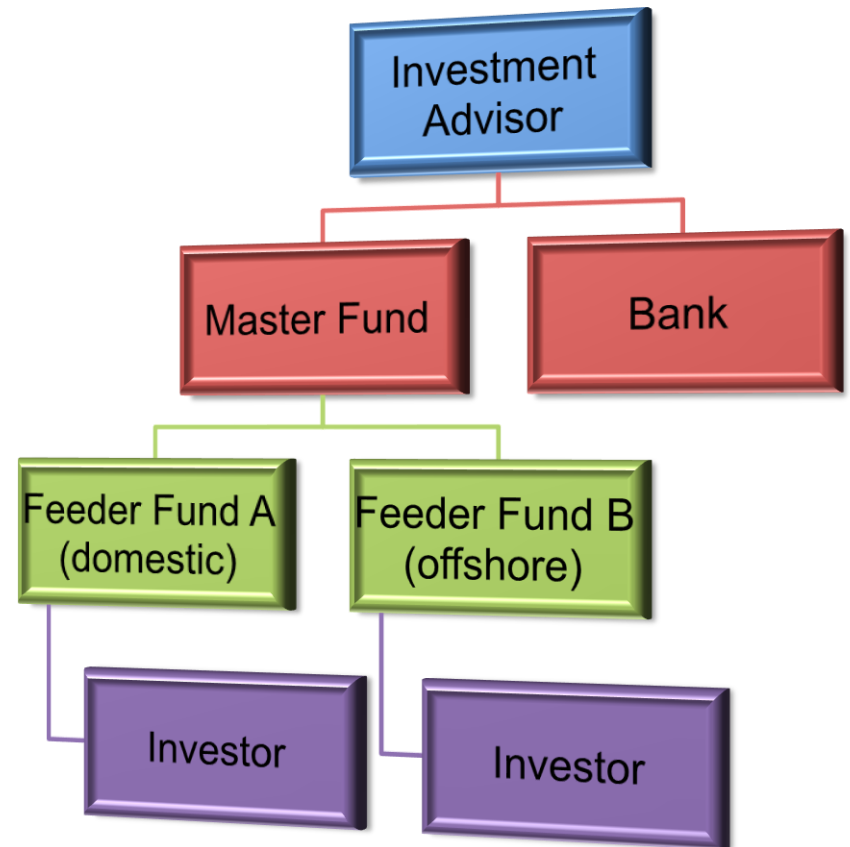 Investment
Advisor
Master Fund
Bank
Feeder Fund A
(domestic)
Feeder Fund B
(offshore)
Investor
Investor